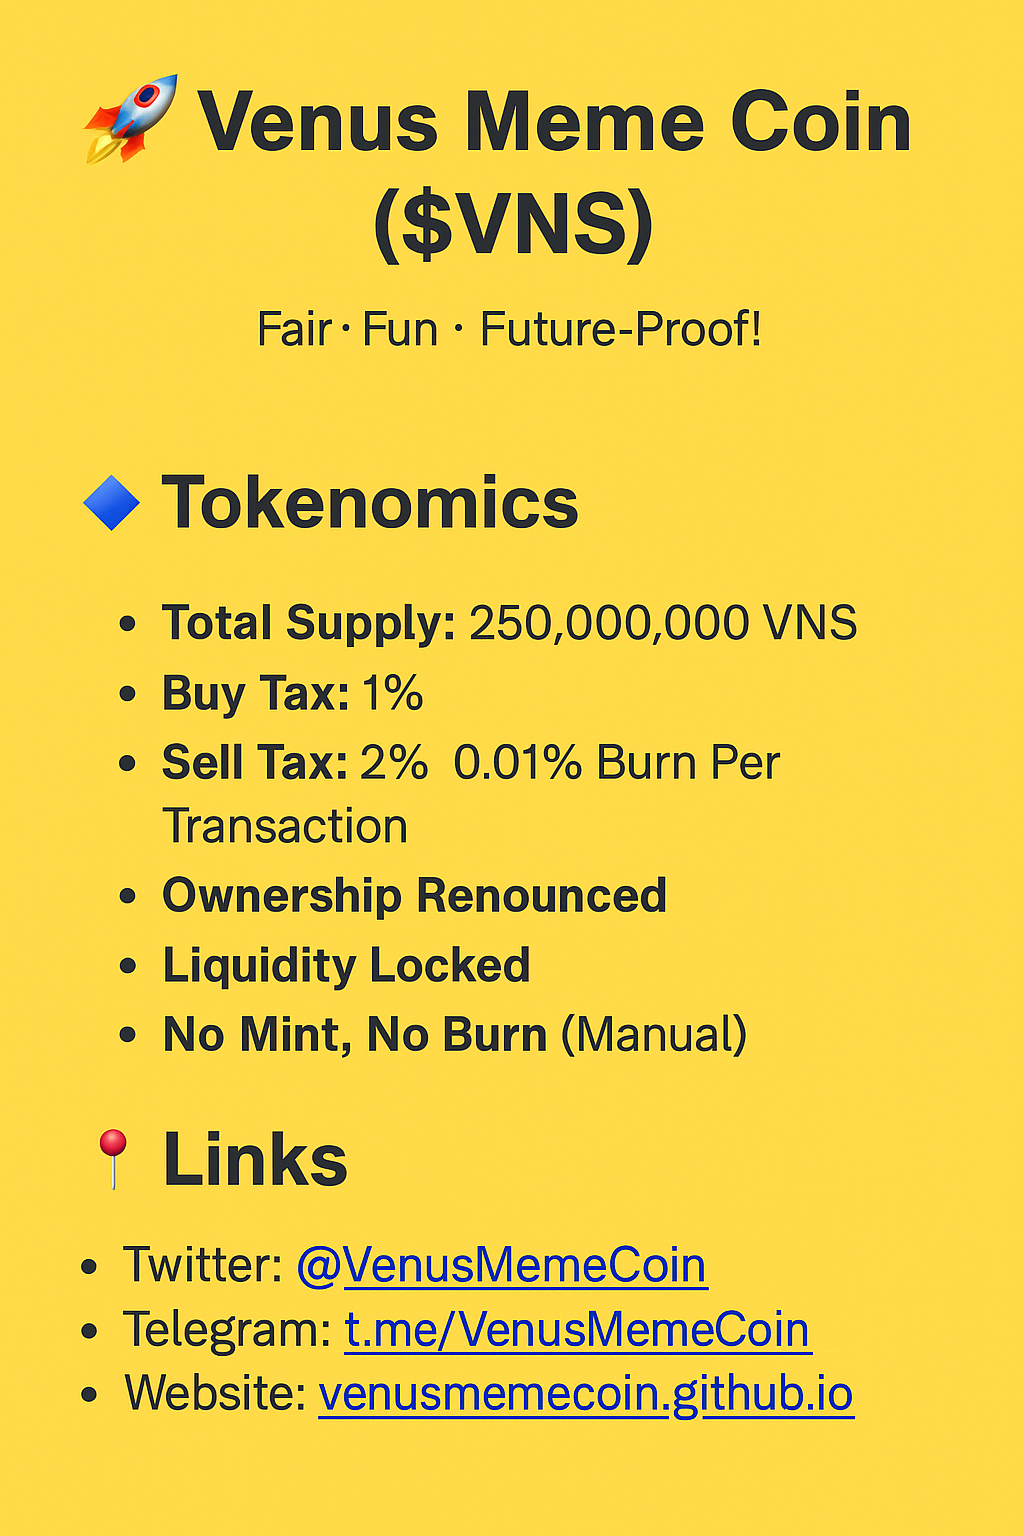 🚀 Venus Meme Coin
($VNS)
Fair · Fun · Future-Proof!
🔷 Tokenomics
• Total Supply: 250,000,000 VNS
• Buy Tax: 1%
• Sell Tax: 2% 0.01% Burn Per
Transaction
• Ownership Renounced
• Liquidity Locked
• No Mint, No Burn (Manual)
📍 Links
• Twitter: @VenusMemeCoin
• Telegram: t.me/VenusMemeCoin
• Website: venusmemecoin.github.io